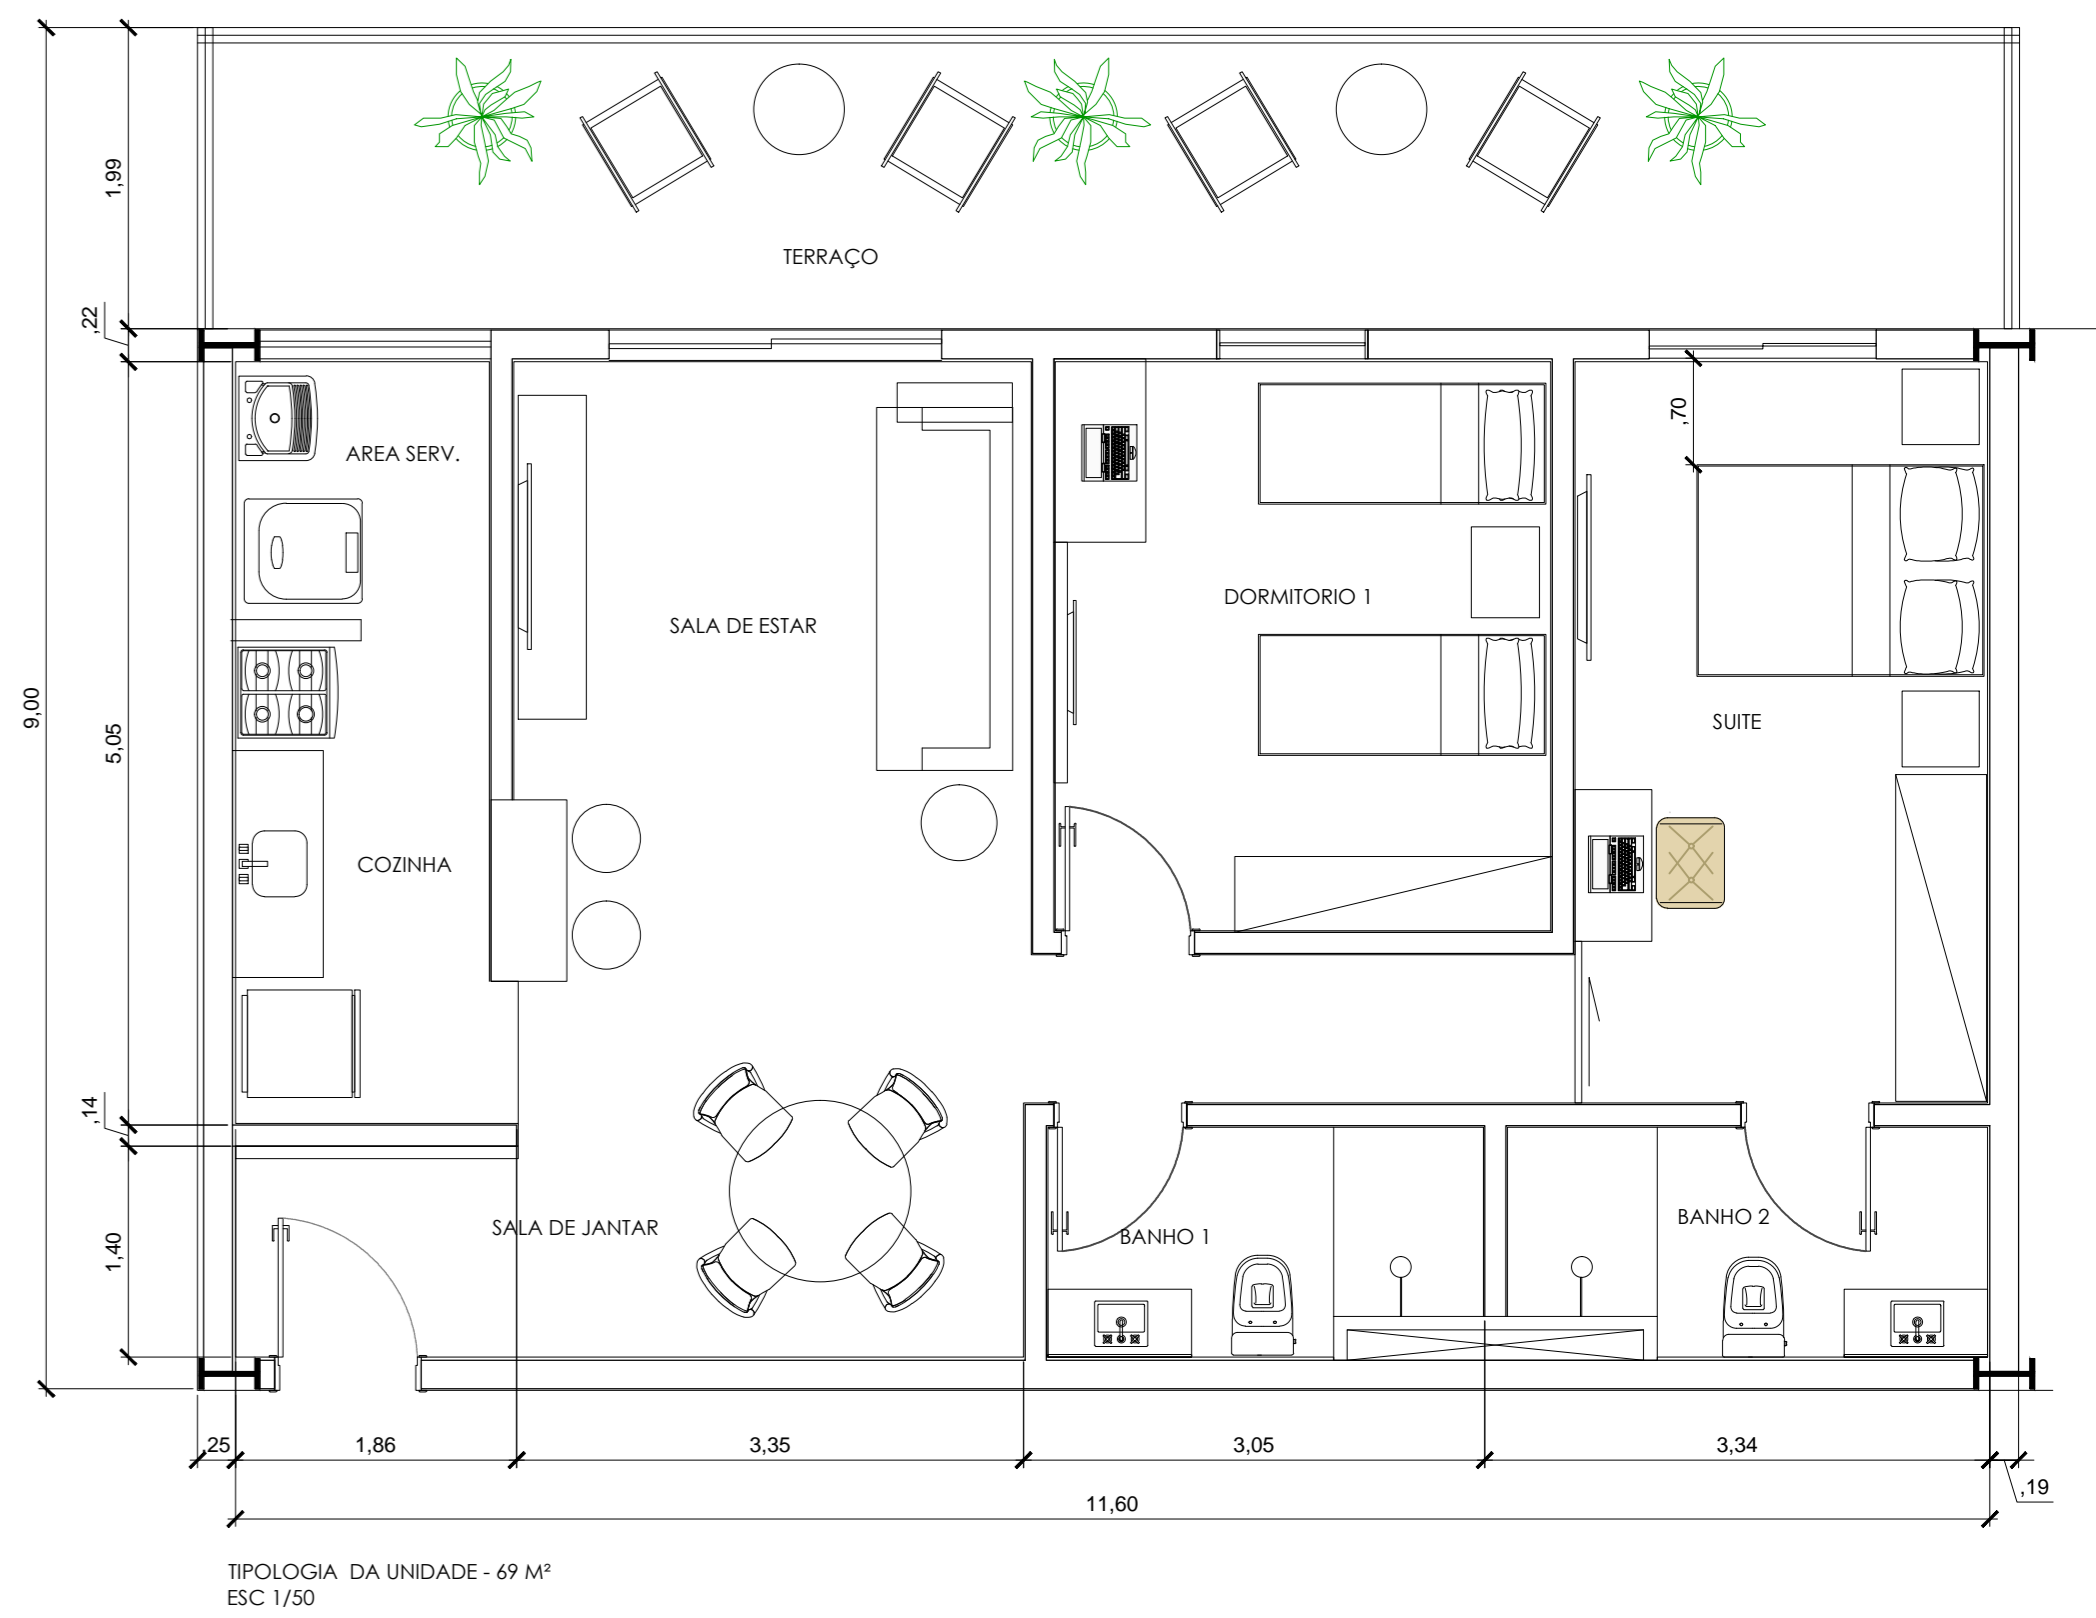 TERRAÇO
1,99
,22
,70
AREA SERV.
DORMITORIO 1
SALA DE ESTAR
9,00
5,05
SUITE
COZINHA
,14
1,40
SALA DE JANTAR
BANHO 1
BANHO 2
,25
1,86
3,35
3,05
3,34
,19
11,60
TIPOLOGIA DA UNIDADE - 69 M²
ESC 1/50